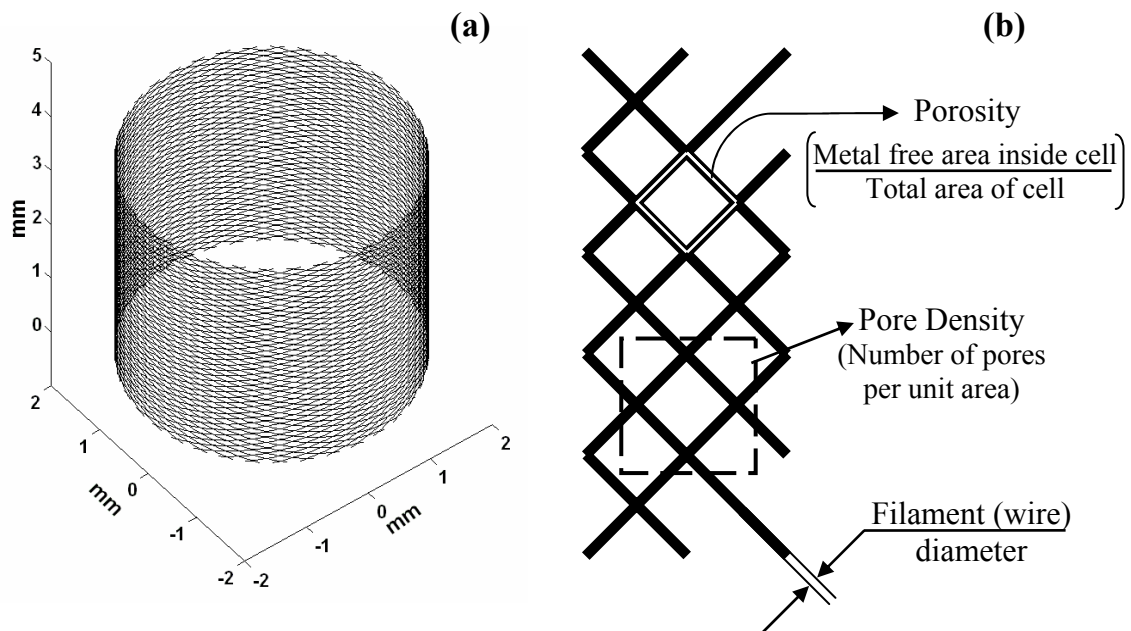 (a)
5
4
3
2
1
0
mm
2
1
0
-1
-2
mm
-2
-1
0
1
2
mm
(b)
Porosity
Metal free area inside cell
Total area of cell
Pore Density
(Number of pores
per unit area)
Filament (wire)
diameter